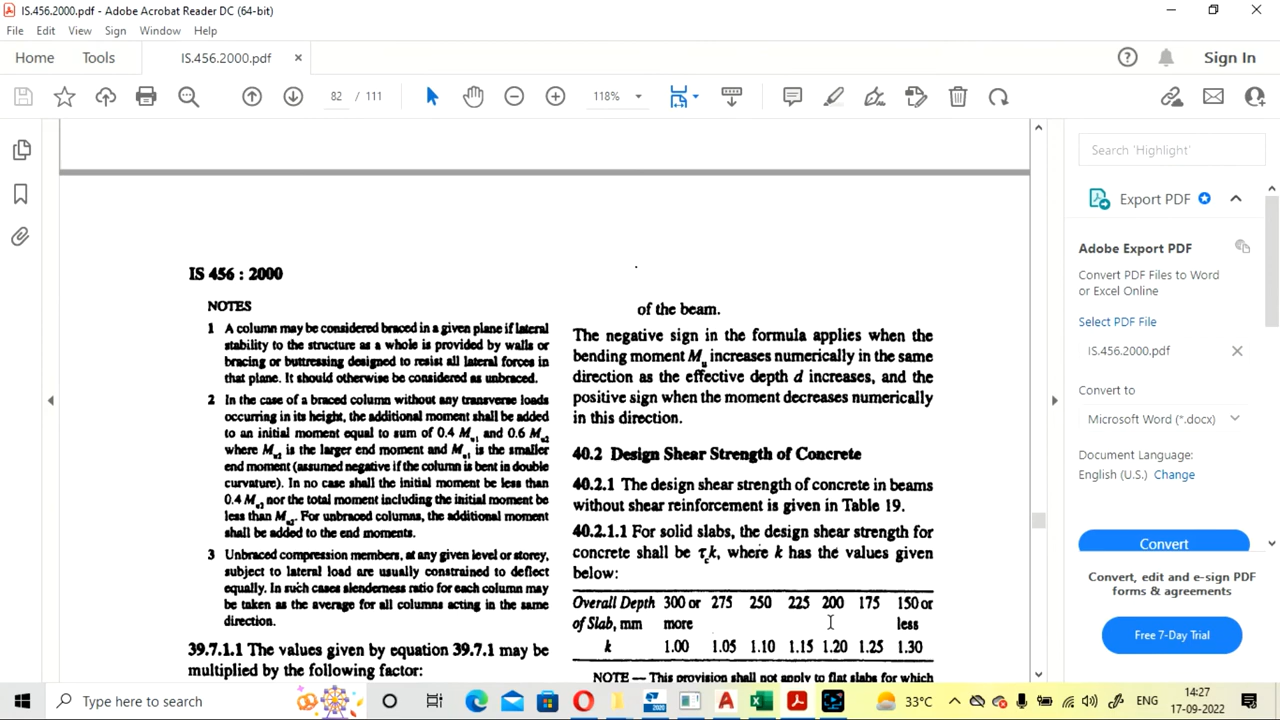 IS.456.2000.pdf - Adobe Acrobat Reader DC (64-bit)
File Edit View Sign Window Help
Home Tools IS.456.2000.pdf × Sign In
82 / 111 118%
IS 456 : 2000
NOTES
1 A column may be considered braced in a given plane if lateral
stability to the structure as a whole is provided by walls or
bracing or buttressing designed to resist all lateral forces in
that plane. It should otherwise be considered as unbraced.
2 In the case of a braced column without any transverse loads
occurring in its height, the additional moment shall be added
to an initial moment equal to sum of 0.4 Mu1 and 0.6 Mu2
where Mu2 is the larger end moment and Mu1 is the smaller
end moment (assumed negative if the column is bent in double
curvature). In no case shall the initial moment be less than
0.4 Mu2 nor the total moment including the initial moment be
less than Mu2. For unbraced columns, the additional moment
shall be added to the end moments.
3 Unbraced compression members, at any given level or storey,
subject to lateral load are usually constrained to deflect
equally. In such cases slenderness ratio for each column may
be taken as the average for all columns acting in the same
direction.
39.7.1.1 The values given by equation 39.7.1 may be
multiplied by the following factor:
of the beam.
The negative sign in the formula applies when the
bending moment Mu increases numerically in the same
direction as the effective depth d increases, and the
positive sign when the moment decreases numerically
in this direction.
40.2 Design Shear Strength of Concrete
40.2.1 The design shear strength of concrete in beams
without shear reinforcement is given in Table 19.
40.2.1.1 For solid slabs, the design shear strength for
concrete shall be τck, where k has the values given
below:
Overall Depth 300 or 275 250 225 200 175 150 or
of Slab, mm more less
k 1.00 1.05 1.10 1.15 1.20 1.25 1.30
NOTE — This provision shall not apply to flat slabs for which
Search 'Highlight'
Export PDF
Adobe Export PDF
Convert PDF Files to Word
or Excel Online
Select PDF File
IS.456.2000.pdf ×
Convert to
Microsoft Word (*.docx)
Document Language:
English (U.S.) Change
Convert
Convert, edit and e-sign PDF
forms & agreements
Free 7-Day Trial
Type here to search
33°C ENG 14:27
17-09-2022